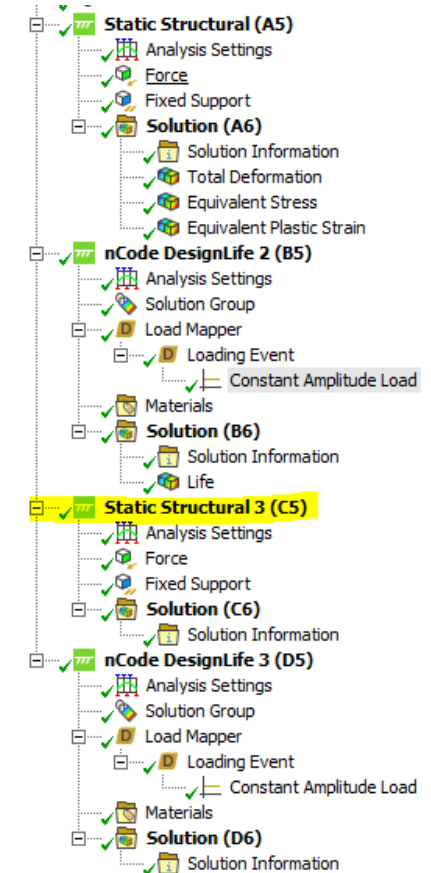 Static Structural (A5)
Analysis Settings
Force
Fixed Support
Solution (A6)
Solution Information
Total Deformation
Equivalent Stress
Equivalent Plastic Strain
nCode DesignLife 2 (B5)
Analysis Settings
Solution Group
Load Mapper
Loading Event
Constant Amplitude Load
Materials
Solution (B6)
Solution Information
Life
Static Structural 3 (C5)
Analysis Settings
Force
Fixed Support
Solution (C6)
Solution Information
nCode DesignLife 3 (D5)
Analysis Settings
Solution Group
Load Mapper
Loading Event
Constant Amplitude Load
Materials
Solution (D6)
Solution Information